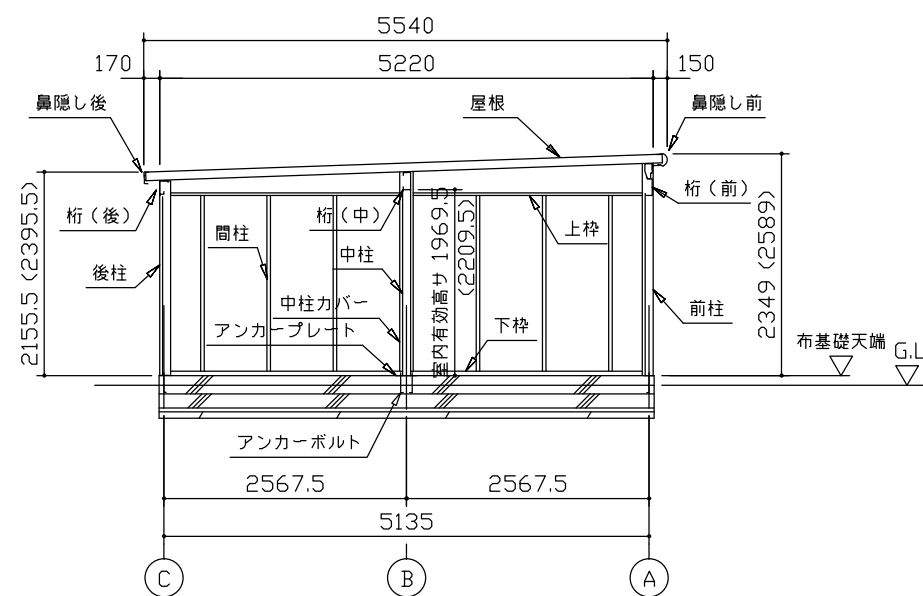 5540
170
5220
150
鼻隠し後
屋根
鼻隠し前
桁（後）
桁（中）
桁（前）
間柱
上枠
中柱
後柱
中柱カバー
前柱
アンカープレート
下枠
2155.5 (2395.5)
室内有効高サ 1969.5
(2209.5)
2349 (2589)
布基礎天端
G.L
アンカーボルト
2567.5
2567.5
5135
C
B
A